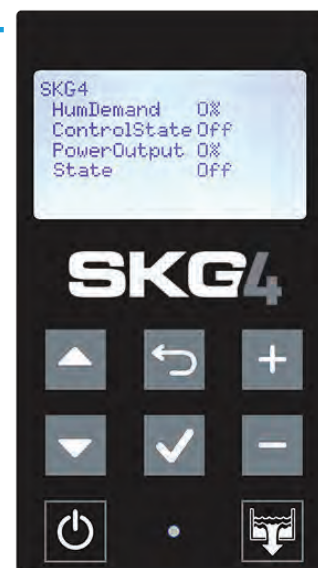 SKG4
HumDemand 0%
ControlState Off
PowerOutput 0%
State Off
SKG4